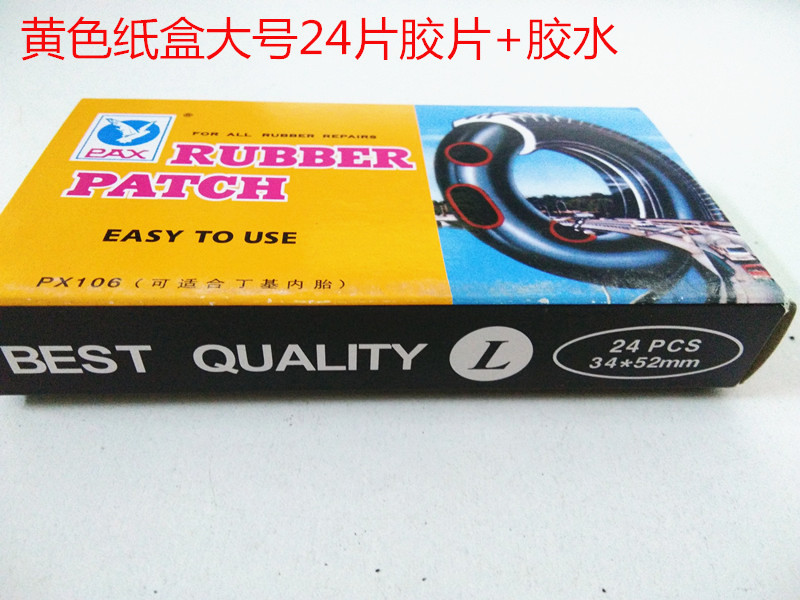 黄色纸盒大号24片胶片+胶水
PAX
FOR ALL RUBBER REPAIRS
RUBBER
PATCH
EASY TO USE
PX106 (可适合丁基内胎)
BEST QUALITY L
24 PCS
34*52mm